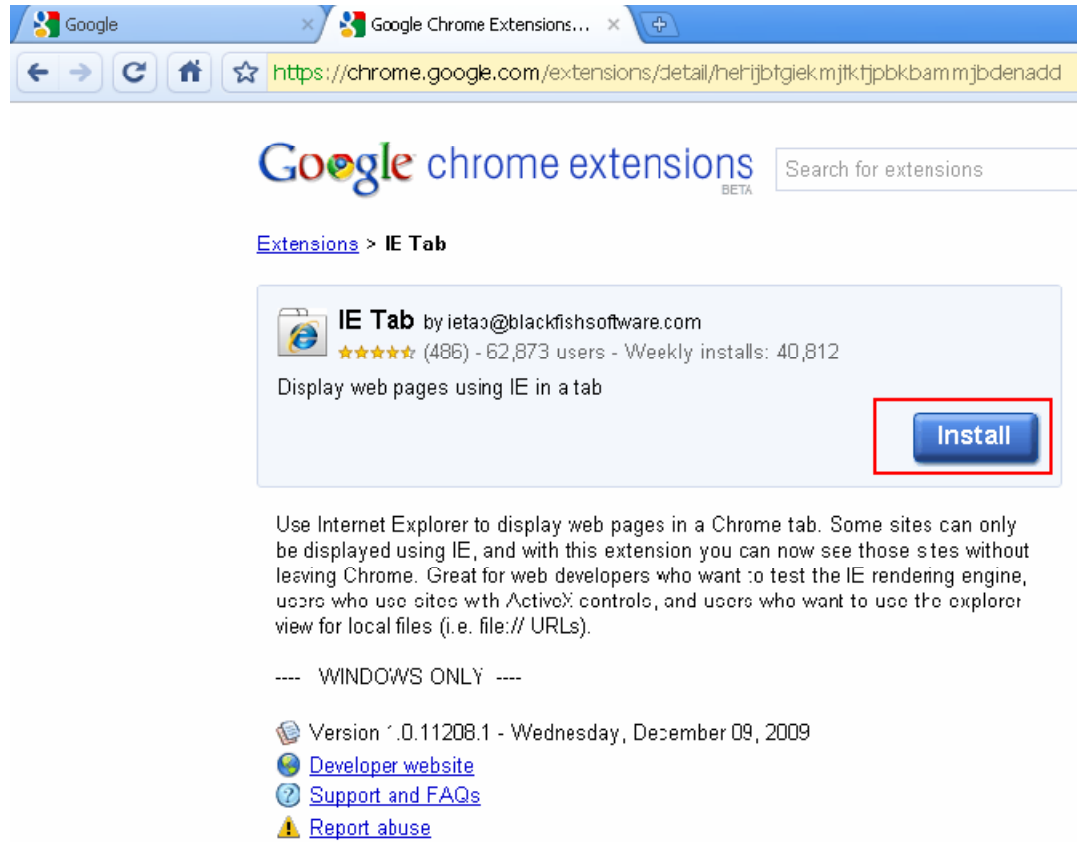 Google
Google Chrome Extensions...
https://chrome.google.com/extensions/detail/
Google chrome extensions
BETA
Search for extensions
Extensions > IE Tab
IE Tab by ietab@blackfishsoftware.com
(486) - 62,873 users - Weekly installs: 40,812
Display web pages using IE in a tab
Install
Use Internet Explorer to display web pages in a Chrome tab. Some sites can only
be displayed using IE, and with this extension you can now see those sites without
leaving Chrome. Great for web developers who want to test the IE rendering engine,
users who use sites with ActiveX controls, and users who want to use the explorer
view for local files (i.e. file:// URLs).
---- WINDOWS ONLY ----
Version 1.0.11208.1 - Wednesday, December 09, 2009
Developer website
Support and FAQs
Report abuse